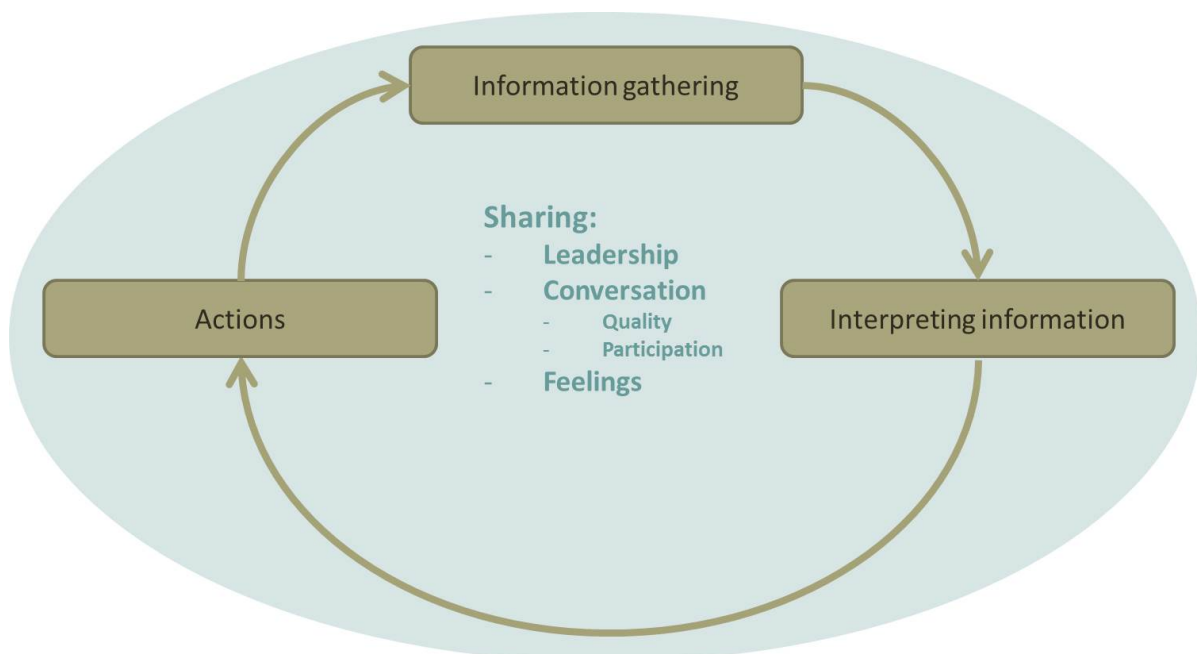 Information gathering
Sharing:
- Leadership
- Conversation
- Quality
- Participation
- Feelings
Actions
Interpreting information